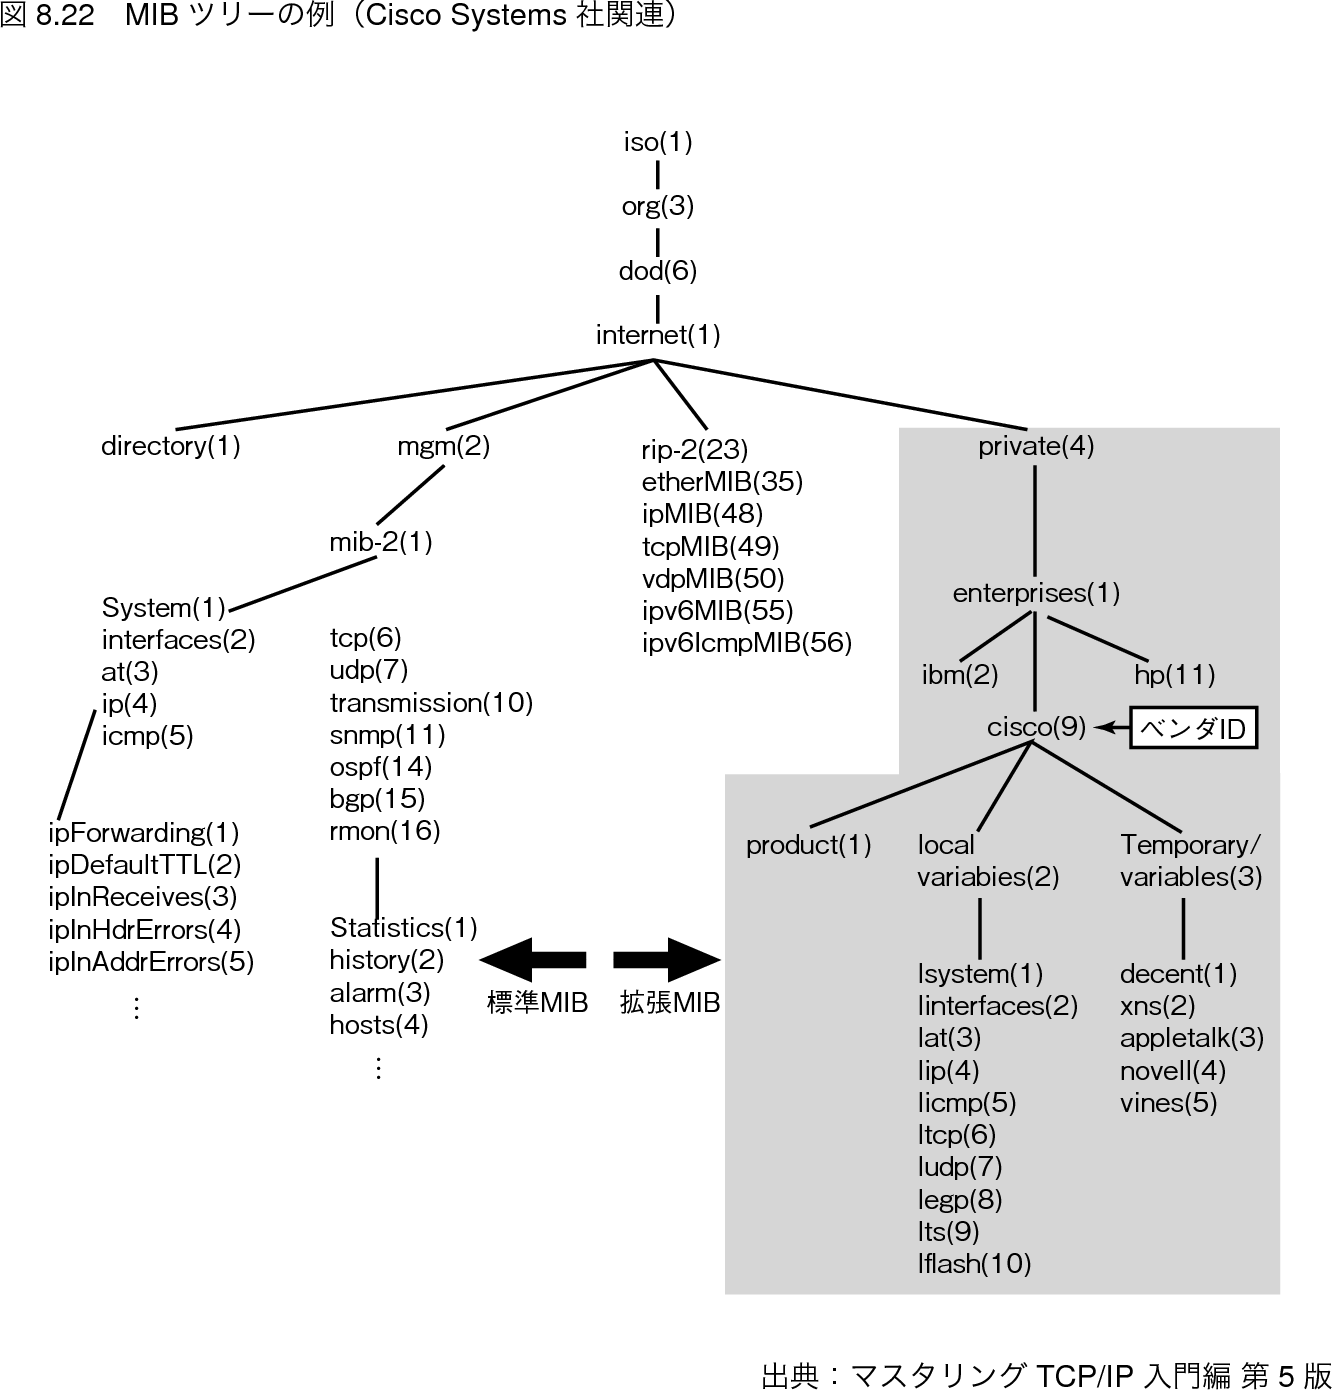 図 8.22　MIB ツリーの例（Cisco Systems 社関連）
iso(1)
org(3)
dod(6)
internet(1)
directory(1)
mgm(2)
mib-2(1)
System(1)
interfaces(2)
at(3)
ip(4)
icmp(5)
ipForwarding(1)
ipDefaultTTL(2)
ipInReceives(3)
ipInHdrErrors(4)
ipInAddrErrors(5)
⋮
tcp(6)
udp(7)
transmission(10)
snmp(11)
ospf(14)
bgp(15)
rmon(16)
Statistics(1)
history(2)
alarm(3)
hosts(4)
⋮
標準MIB
拡張MIB
rip-2(23)
etherMIB(35)
ipMIB(48)
tcpMIB(49)
vdpMIB(50)
ipv6MIB(55)
ipv6IcmpMIB(56)
private(4)
enterprises(1)
ibm(2)
hp(11)
cisco(9)
ベンダID
product(1)
local
variabies(2)
lsystem(1)
linterfaces(2)
lat(3)
lip(4)
licmp(5)
ltcp(6)
ludp(7)
legp(8)
lts(9)
lflash(10)
Temporary/
variables(3)
decent(1)
xns(2)
appletalk(3)
novell(4)
vines(5)
出典：マスタリング TCP/IP 入門編 第 5 版